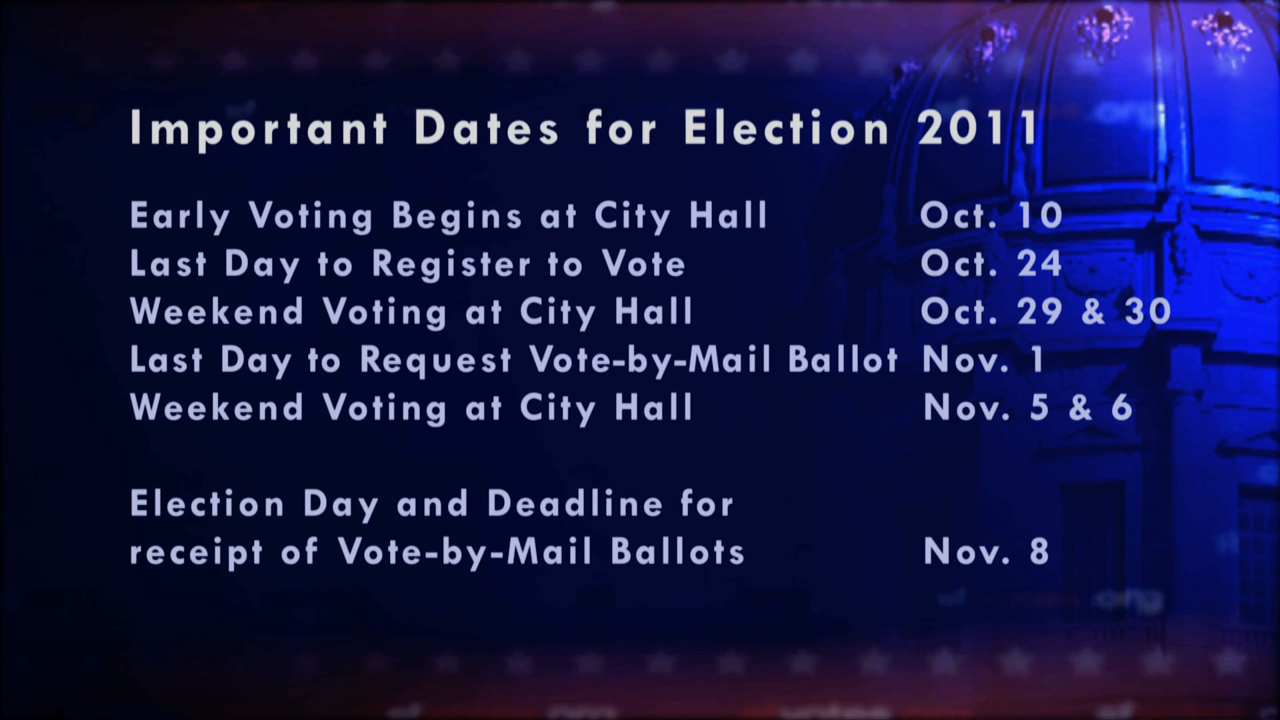 Important Dates for Election 2011
Early Voting Begins at City Hall Oct. 10
Last Day to Register to Vote Oct. 24
Weekend Voting at City Hall Oct. 29 & 30
Last Day to Request Vote-by-Mail Ballot Nov. 1
Weekend Voting at City Hall Nov. 5 & 6
Election Day and Deadline for
receipt of Vote-by-Mail Ballots Nov. 8
.org